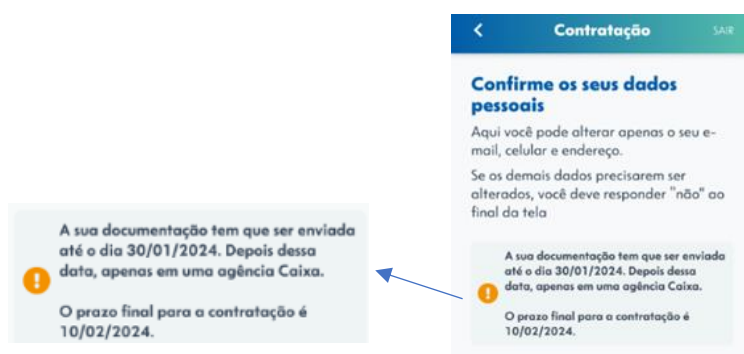 Contratação
SAIR
Confirme os seus dados
pessoais
Aqui você pode alterar apenas o seu e-
mail, celular e endereço.
Se os demais dados precisarem ser
alterados, você deve responder "não" ao
final da tela
A sua documentação tem que ser enviada
até o dia 30/01/2024. Depois dessa
data, apenas em uma agência Caixa.
O prazo final para a contratação é
10/02/2024.
A sua documentação tem que ser enviada
até o dia 30/01/2024. Depois dessa
data, apenas em uma agência Caixa.
O prazo final para a contratação é
10/02/2024.